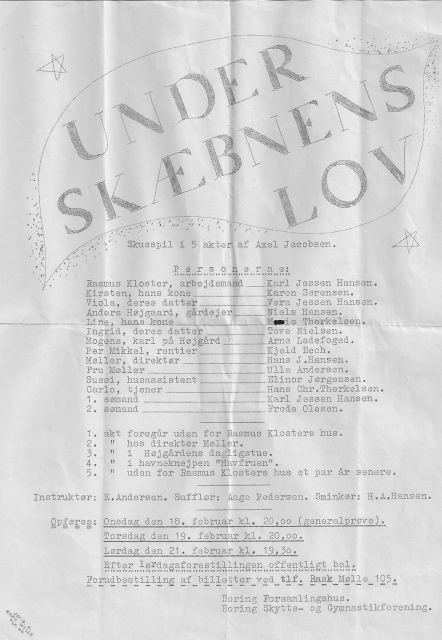 UNDER
SKÆBNENS
LOV
Skuespil i 5 akter af Axel Jacobsen.
Personerne:
Rasmus Kloster, arbejdsmand Karl Jessen Hansen.
Kirsten, hans kone Karen Sørensen.
Viola, deres datter Vera Jessen Hansen.
Anders Højgaard, gårdejer Niels Hansen.
Line, hans kone Therkelsen.
Ingrid, deres datter Tove Nielsen.
Mogens, karl på Højgård Arne Ladefoged.
Per Mikkel, rentier Kjeld Bech.
Møller, direktør Hans J.Hansen.
Fru Møller Ulla Andersen.
Sussi, husassistent Elinor Jørgensen.
Carlo, tjener Hans Chr.Therkelsen.
1. sømand Karl Jessen Hansen.
2. sømand Frode Olesen.
1. akt foregår uden for Rasmus Klosters hus.
2. " hos direktør Møller.
3. " i Højgårdens dagligstue.
4. " i havneknejpen "Havfruen".
5. " uden for Rasmus Klosters hus et par år senere.
Instruktør: E.Andersen. Sufflør: Aage Pedersen. Sminkør: H.A.Hansen.
Opføres: Onsdag den 18. februar kl. 20,00 (generalprøve).
Torsdag den 19. februar kl. 20,00.
Lørdag den 21. februar kl. 19,30.
Efter lørdagsforestillingen offentligt bal.
Forudbestilling af billetter ved tlf. Rask Mølle 105.
Boring Forsamlingshus.
Boring Skytte- og Gymnastikforening.